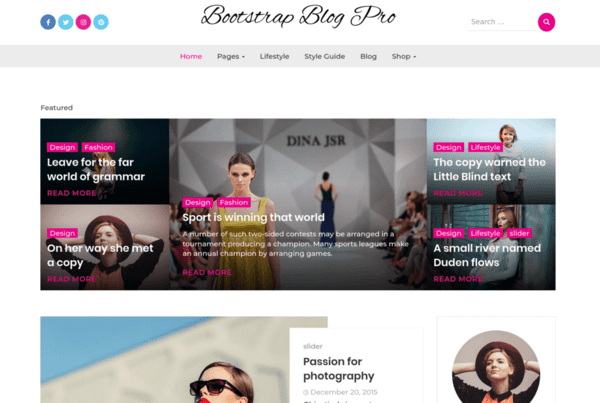 Bootstrap Blog Pro
Search …
Home Pages Lifestyle Style Guide Blog Shop
Featured
Design Fashion
Leave for the far
world of grammar
READ MORE
Design
On her way she met
a copy
READ MORE
DINA JSR
Design Fashion
Sport is winning that world
A number of such two-sided contests may be arranged in a
tournament producing a champion. Many sports leagues make
an annual champion by arranging games.
READ MORE
Design Lifestyle
The copy warned the
Little Blind text
READ MORE
Design Lifestyle slider
A small river named
Duden flows
READ MORE
slider
Passion for
photography
December 20, 2015